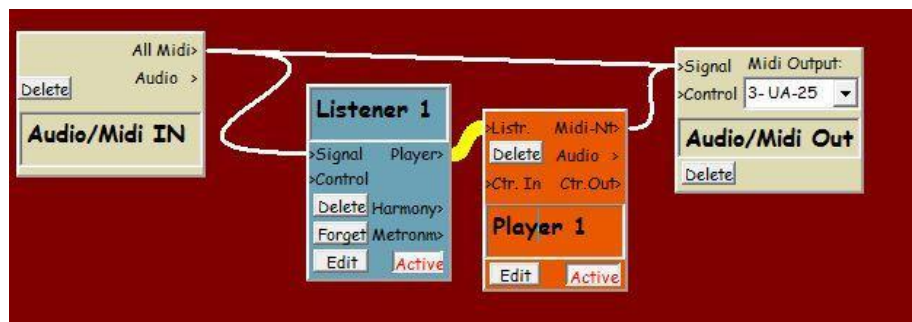 All Midi>
Audio >
Delete
Audio/Midi IN
Listener 1
>Signal Player>
>Control
Delete Harmony>
Forget Metronm>
Edit Active
>Listr. Midi-Nt>
Delete Audio >
>Ctr. In Ctr.Out>
Player 1
Edit Active
>Signal Midi Output:
>Control 3- UA-25
Audio/Midi Out
Delete